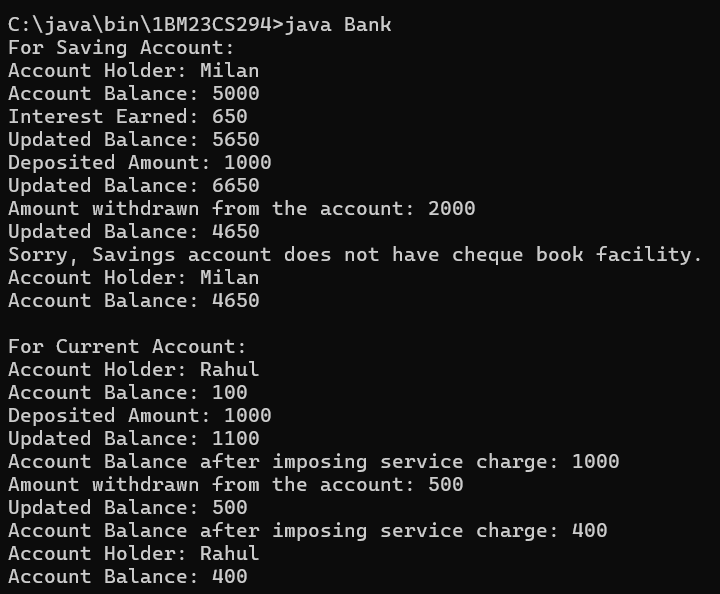 C:\java\bin\1BM23CS294>java Bank
For Saving Account:
Account Holder: Milan
Account Balance: 5000
Interest Earned: 650
Updated Balance: 5650
Deposited Amount: 1000
Updated Balance: 6650
Amount withdrawn from the account: 2000
Updated Balance: 4650
Sorry, Savings account does not have cheque book facility.
Account Holder: Milan
Account Balance: 4650

For Current Account:
Account Holder: Rahul
Account Balance: 100
Deposited Amount: 1000
Updated Balance: 1100
Account Balance after imposing service charge: 1000
Amount withdrawn from the account: 500
Updated Balance: 500
Account Balance after imposing service charge: 400
Account Holder: Rahul
Account Balance: 400